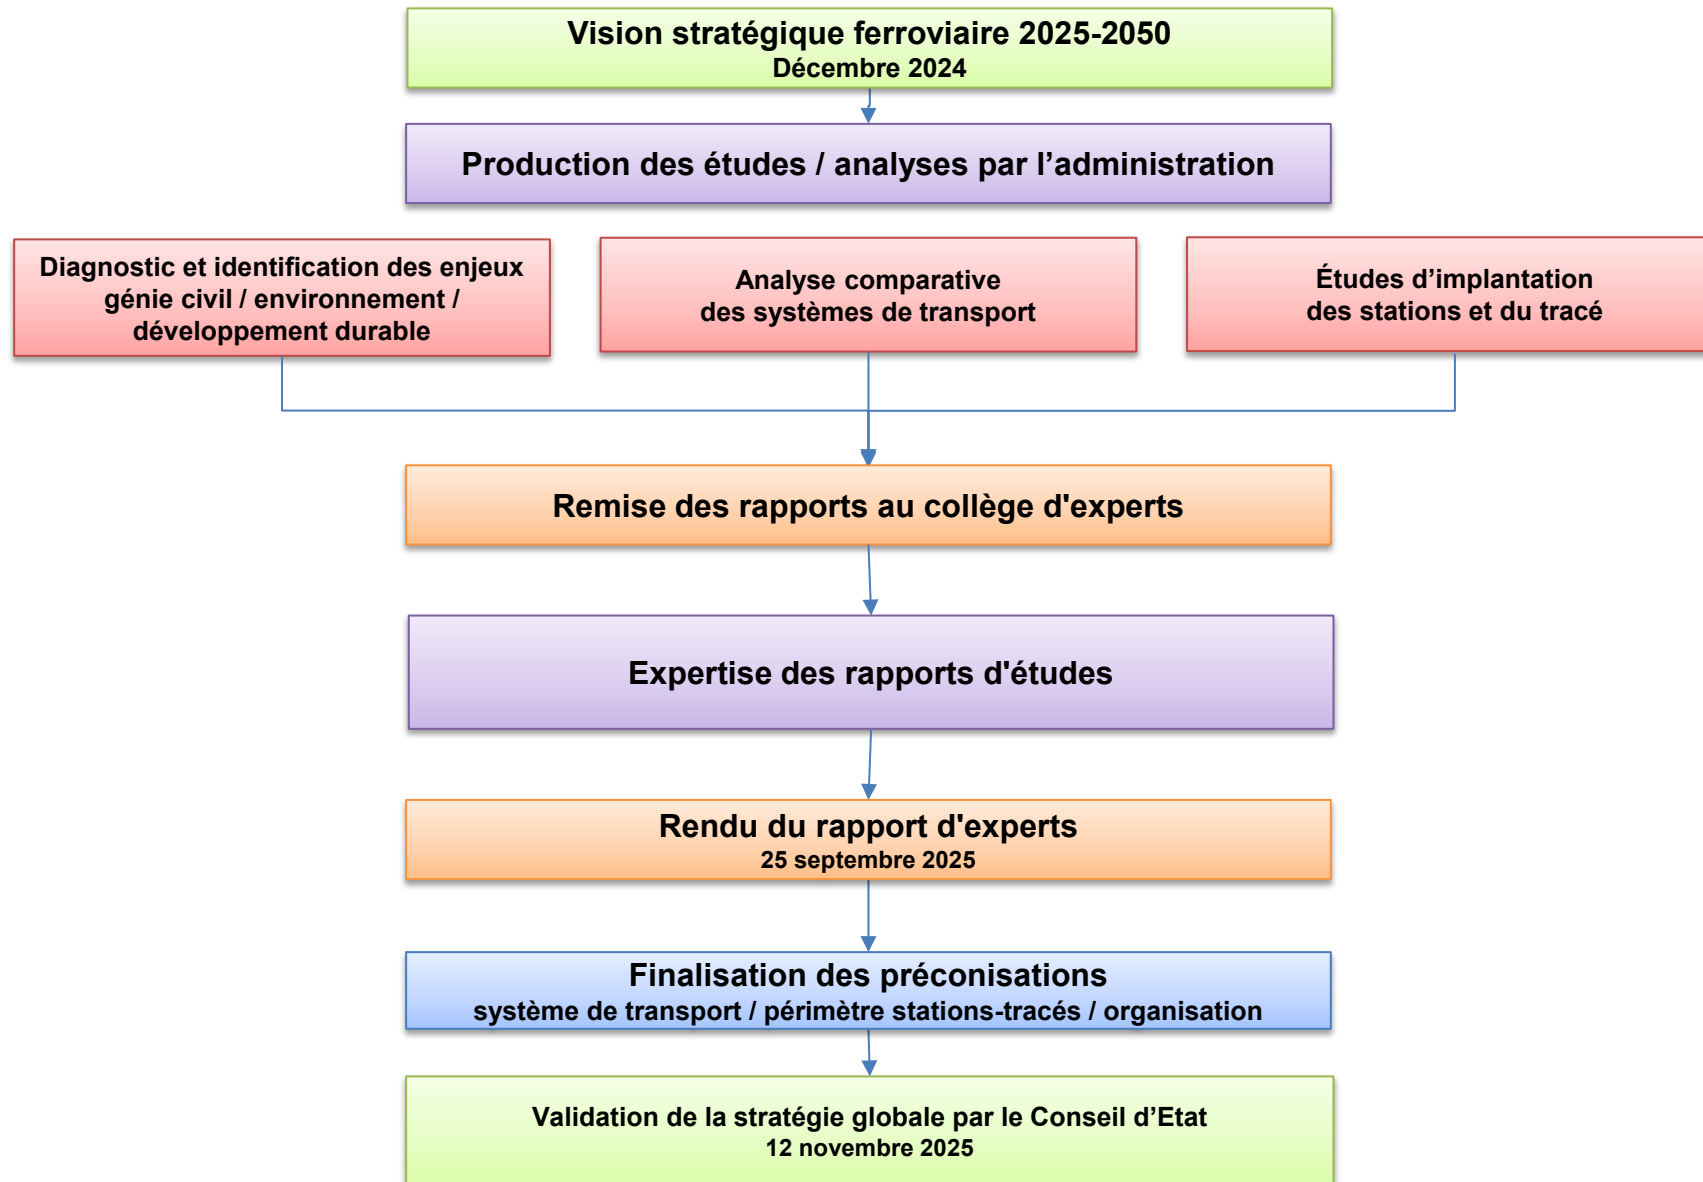 Vision stratégique ferroviaire 2025-2050
Décembre 2024
Production des études / analyses par l’administration
Diagnostic et identification des enjeux
génie civil / environnement /
développement durable
Analyse comparative
des systèmes de transport
Études d’implantation
des stations et du tracé
Remise des rapports au collège d'experts
Expertise des rapports d'études
Rendu du rapport d'experts
25 septembre 2025
Finalisation des préconisations
système de transport / périmètre stations-tracés / organisation
Validation de la stratégie globale par le Conseil d’Etat
12 novembre 2025